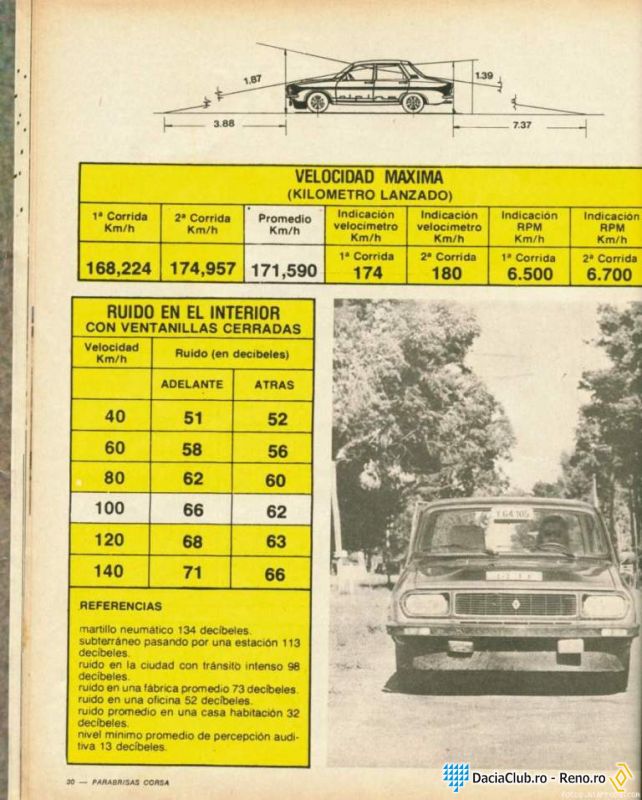 1.87
1.39
3.88
7.37
VELOCIDAD MAXIMA
(KILOMETRO LANZADO)
1ª Corrida Km/h
2ª Corrida Km/h
Promedio Km/h
Indicación velocímetro Km/h
Indicación velocímetro Km/h
Indicación RPM Km/h
Indicación RPM Km/h
1ª Corrida
2ª Corrida
1ª Corrida
2ª Corrida
168,224 174,957 171,590 174 180 6.500 6.700
RUIDO EN EL INTERIOR
CON VENTANILLAS CERRADAS
Velocidad Km/h
Ruido (en decibeles)
ADELANTE ATRAS
40 51 52
60 58 56
80 62 60
100 66 62
120 68 63
140 71 66
REFERENCIAS
martillo neumático 134 decíbeles.
subterráneo pasando por una estación 113
decíbeles.
ruido en la ciudad con tránsito intenso 98
decíbeles.
ruido en una fábrica promedio 73 decíbeles.
ruido en una oficina 52 decíbeles.
ruido promedio en una casa habitación 32
decíbeles.
nivel mínimo promedio de percepción audi-
tiva 13 decíbeles.
30 — PARABRISAS CORSA
DaciaClub.ro - Reno.ro